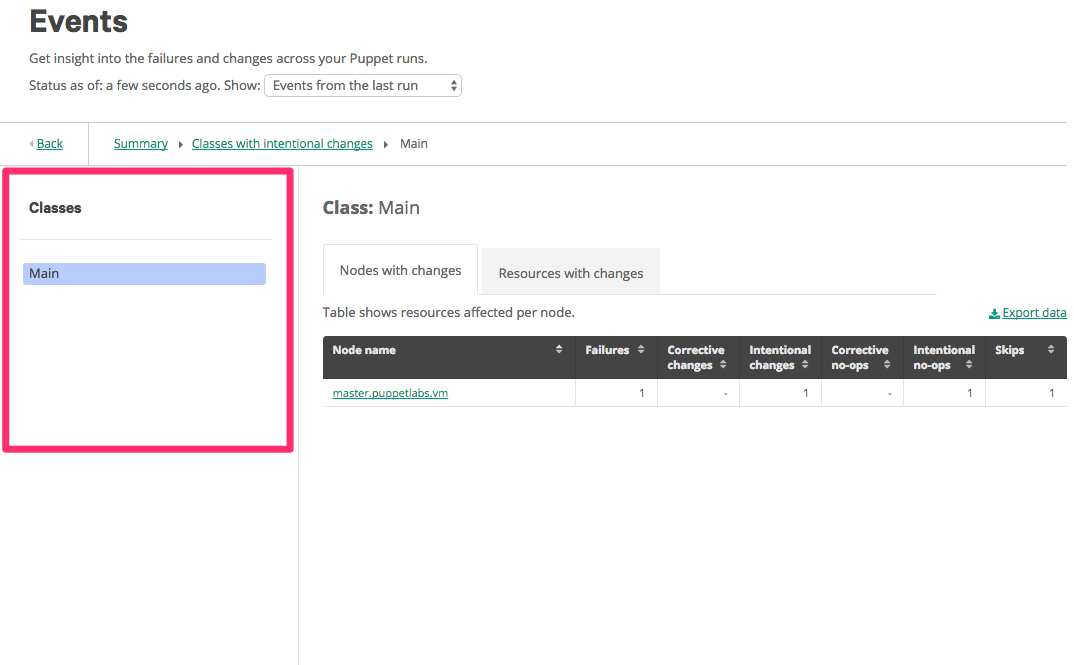 Events
Get insight into the failures and changes across your Puppet runs.
Status as of: a few seconds ago. Show: Events from the last run
Back Summary Classes with intentional changes Main
Classes
Main
Class: Main
Nodes with changes Resources with changes
Table shows resources affected per node. Export data
Node name Failures Corrective changes Intentional changes Corrective no-ops Intentional no-ops Skips
master.puppetlabs.vm 1 - 1 - 1 1